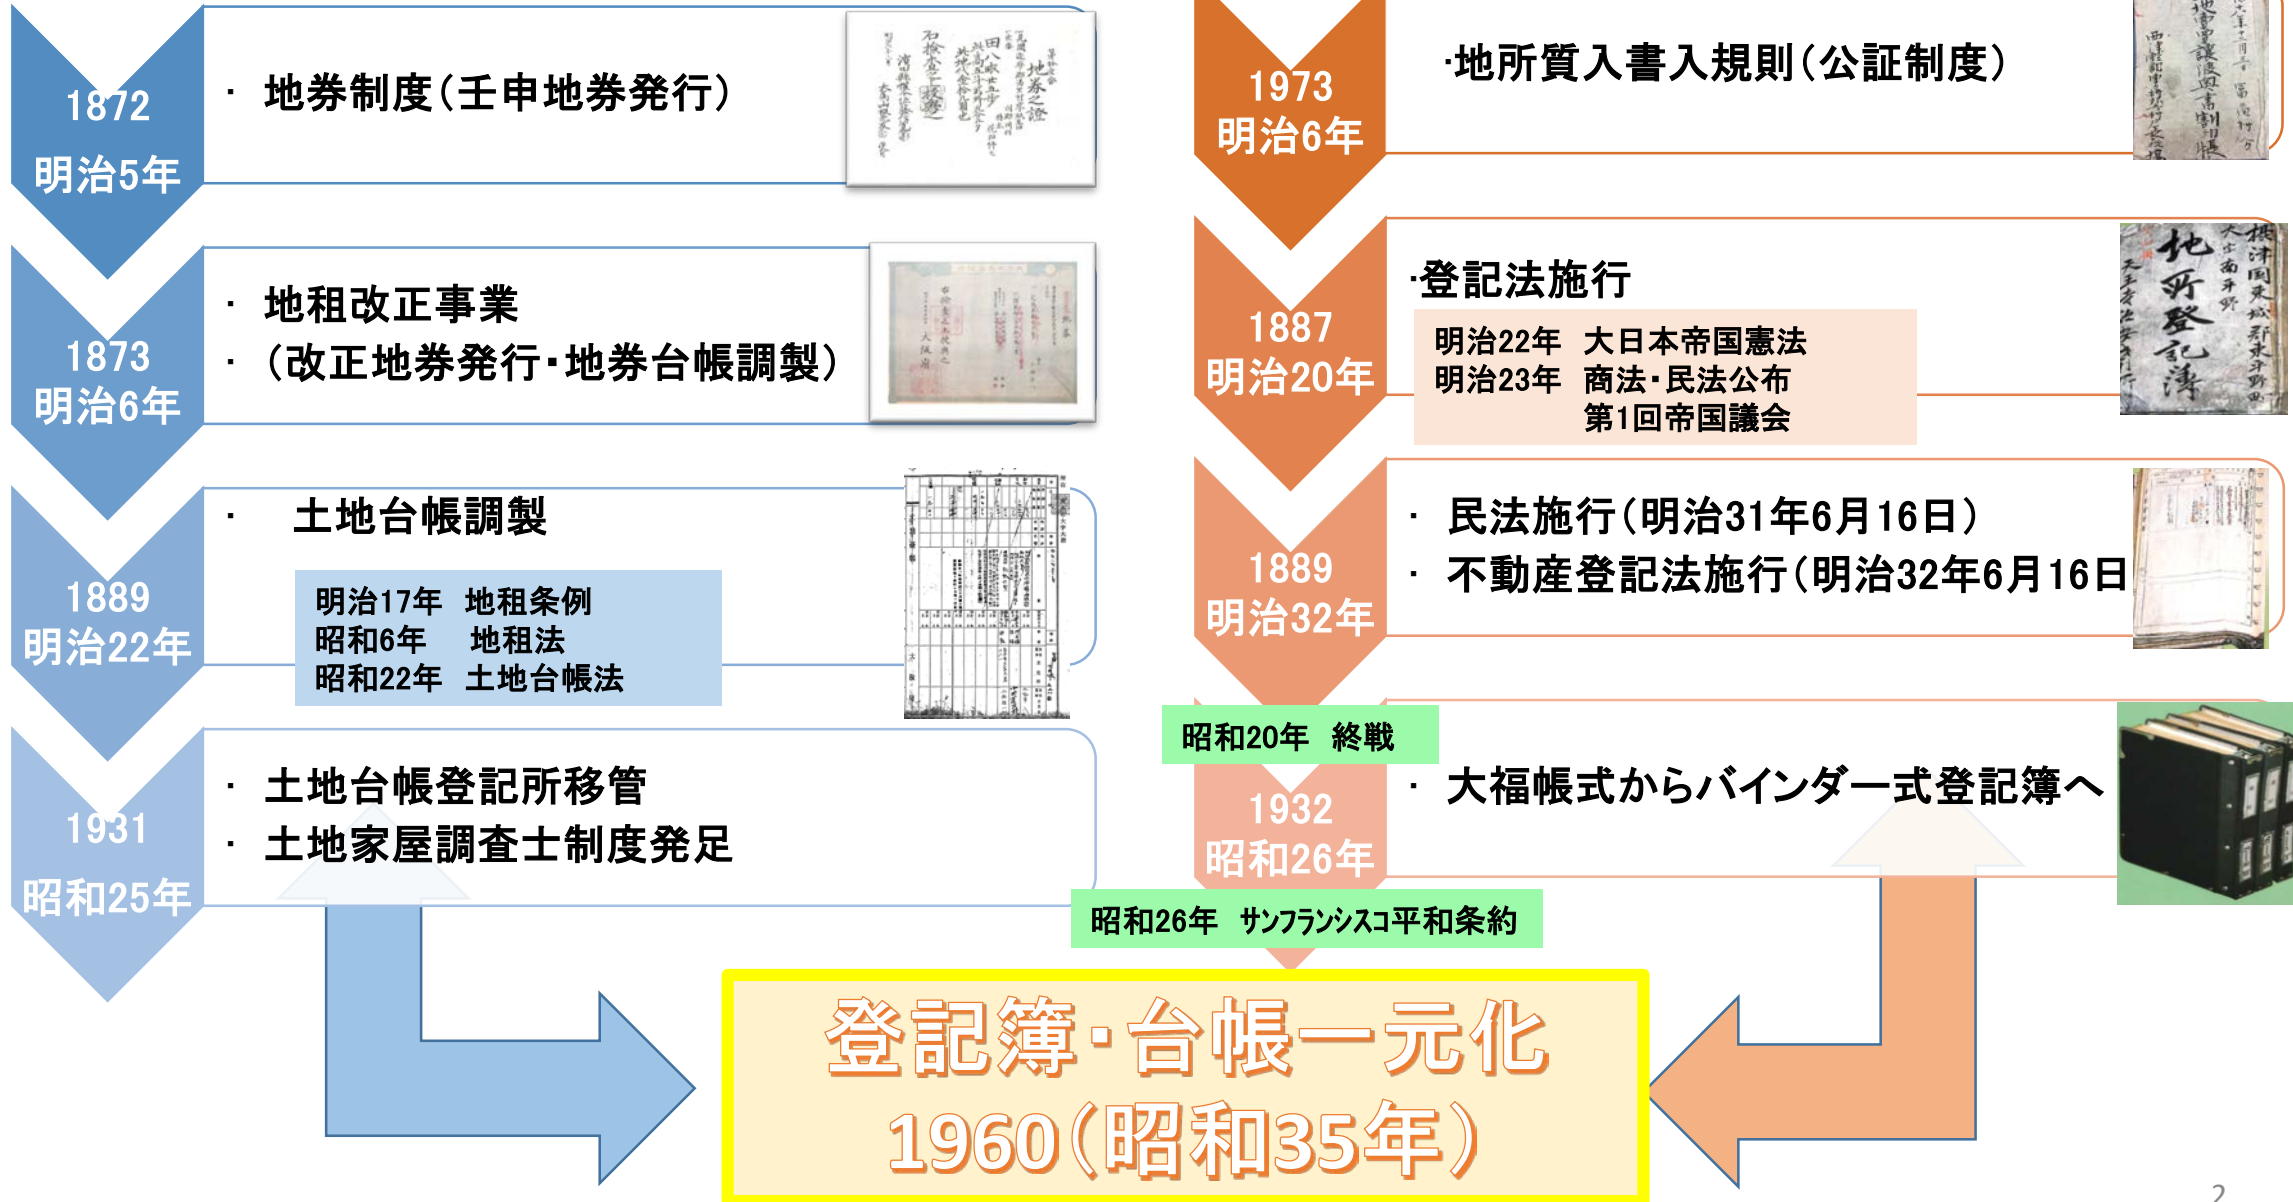 1872
明治5年
・ 地券制度(壬申地券発行)
地券之證
1873
明治6年
・ 地租改正事業
・ (改正地券発行・地券台帳調製)
大阪府
1889
明治22年
・ 土地台帳調製
明治17年 地租条例
昭和6年 地租法
昭和22年 土地台帳法
1931
昭和25年
・ 土地台帳登記所移管
・ 土地家屋調査士制度発足
1973
明治6年
・地所質入書入規則(公証制度)
1887
明治20年
・登記法施行
明治22年 大日本帝国憲法
明治23年 商法・民法公布
第1回帝国議会
地所登記簿
1889
明治32年
・ 民法施行(明治31年6月16日)
・ 不動産登記法施行(明治32年6月16日
昭和20年 終戦
1932
昭和26年
・ 大福帳式からバインダー式登記簿へ
昭和26年 サンフランシスコ平和条約
登記簿・台帳一元化
1960(昭和35年)
2